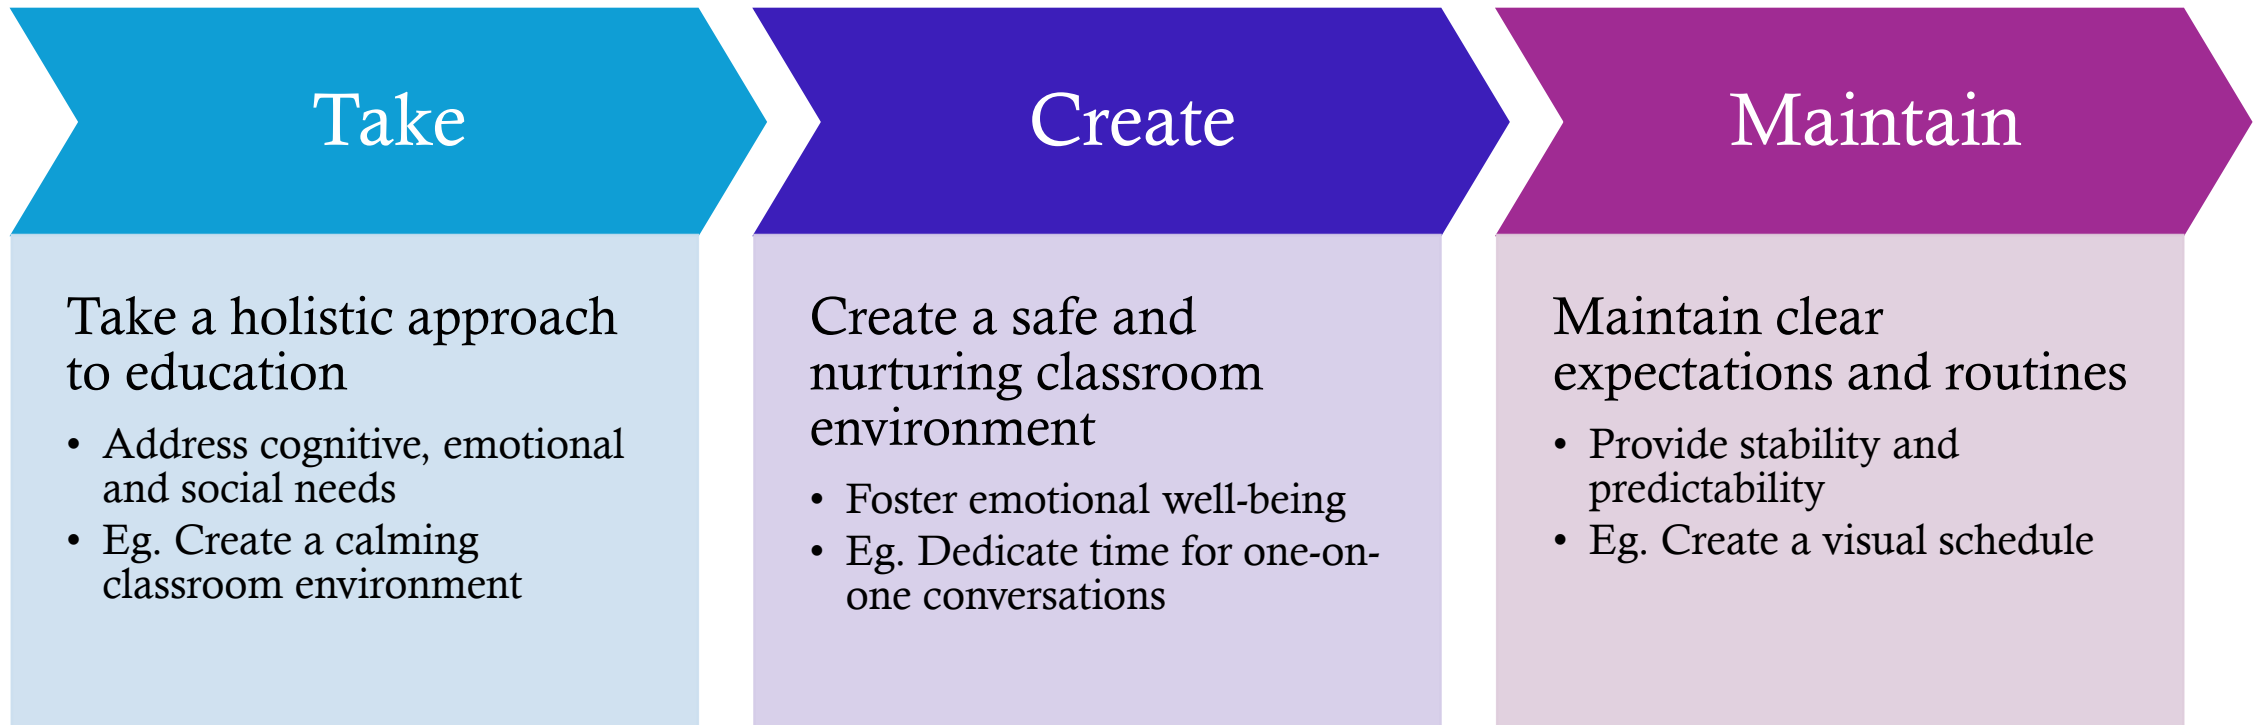 Take
Take a holistic approach
to education
• Address cognitive, emotional
and social needs
• Eg. Create a calming
classroom environment
Create
Create a safe and
nurturing classroom
environment
• Foster emotional well-being
• Eg. Dedicate time for one-on-
one conversations
Maintain
Maintain clear
expectations and routines
• Provide stability and
predictability
• Eg. Create a visual schedule